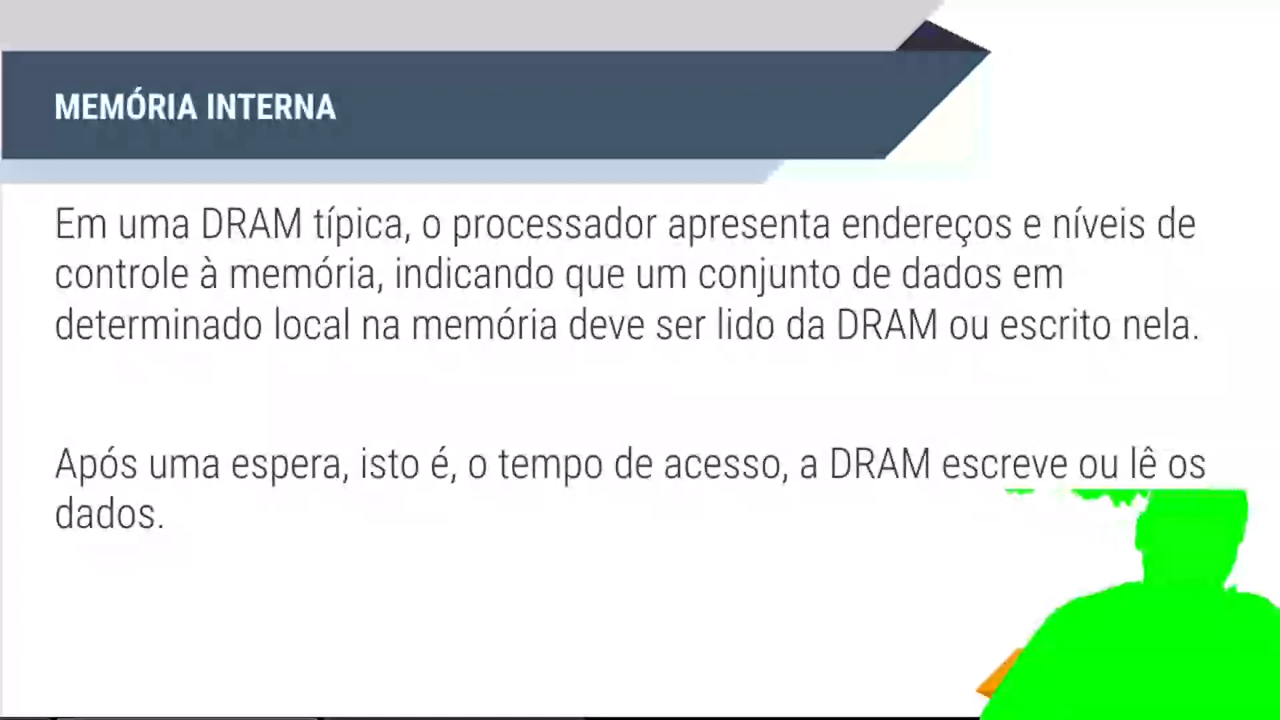 MEMÓRIA INTERNA
Em uma DRAM típica, o processador apresenta endereços e níveis de
controle à memória, indicando que um conjunto de dados em
determinado local na memória deve ser lido da DRAM ou escrito nela.
Após uma espera, isto é, o tempo de acesso, a DRAM escreve ou lê os
dados.